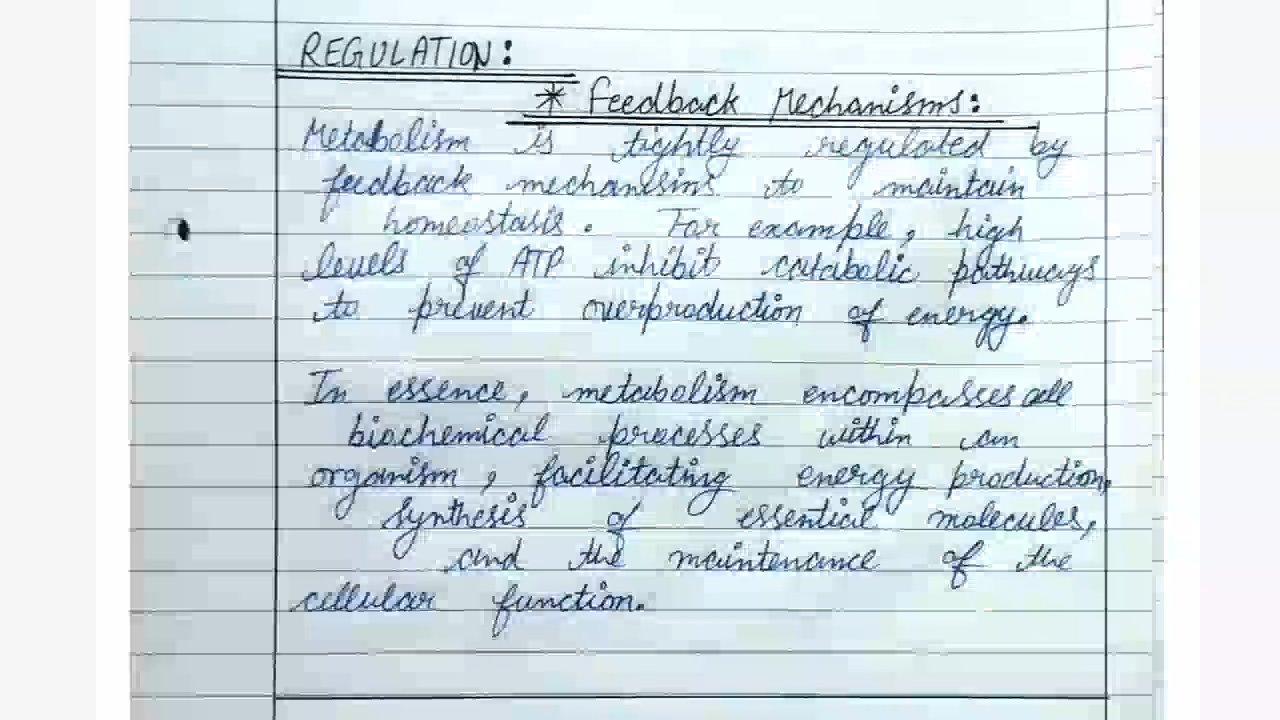 REGULATION:
* Feedback Mechanisms:
Metabolism is tightly regulated by
feedback mechanisms to maintain
homeostasis. For example, high
levels of ATP inhibit catabolic pathways
to prevent overproduction of energy.
In essence, metabolism encompasses all
biochemical processes within an
organism, facilitating energy production,
synthesis of essential molecules,
and the maintenance of the
cellular function.